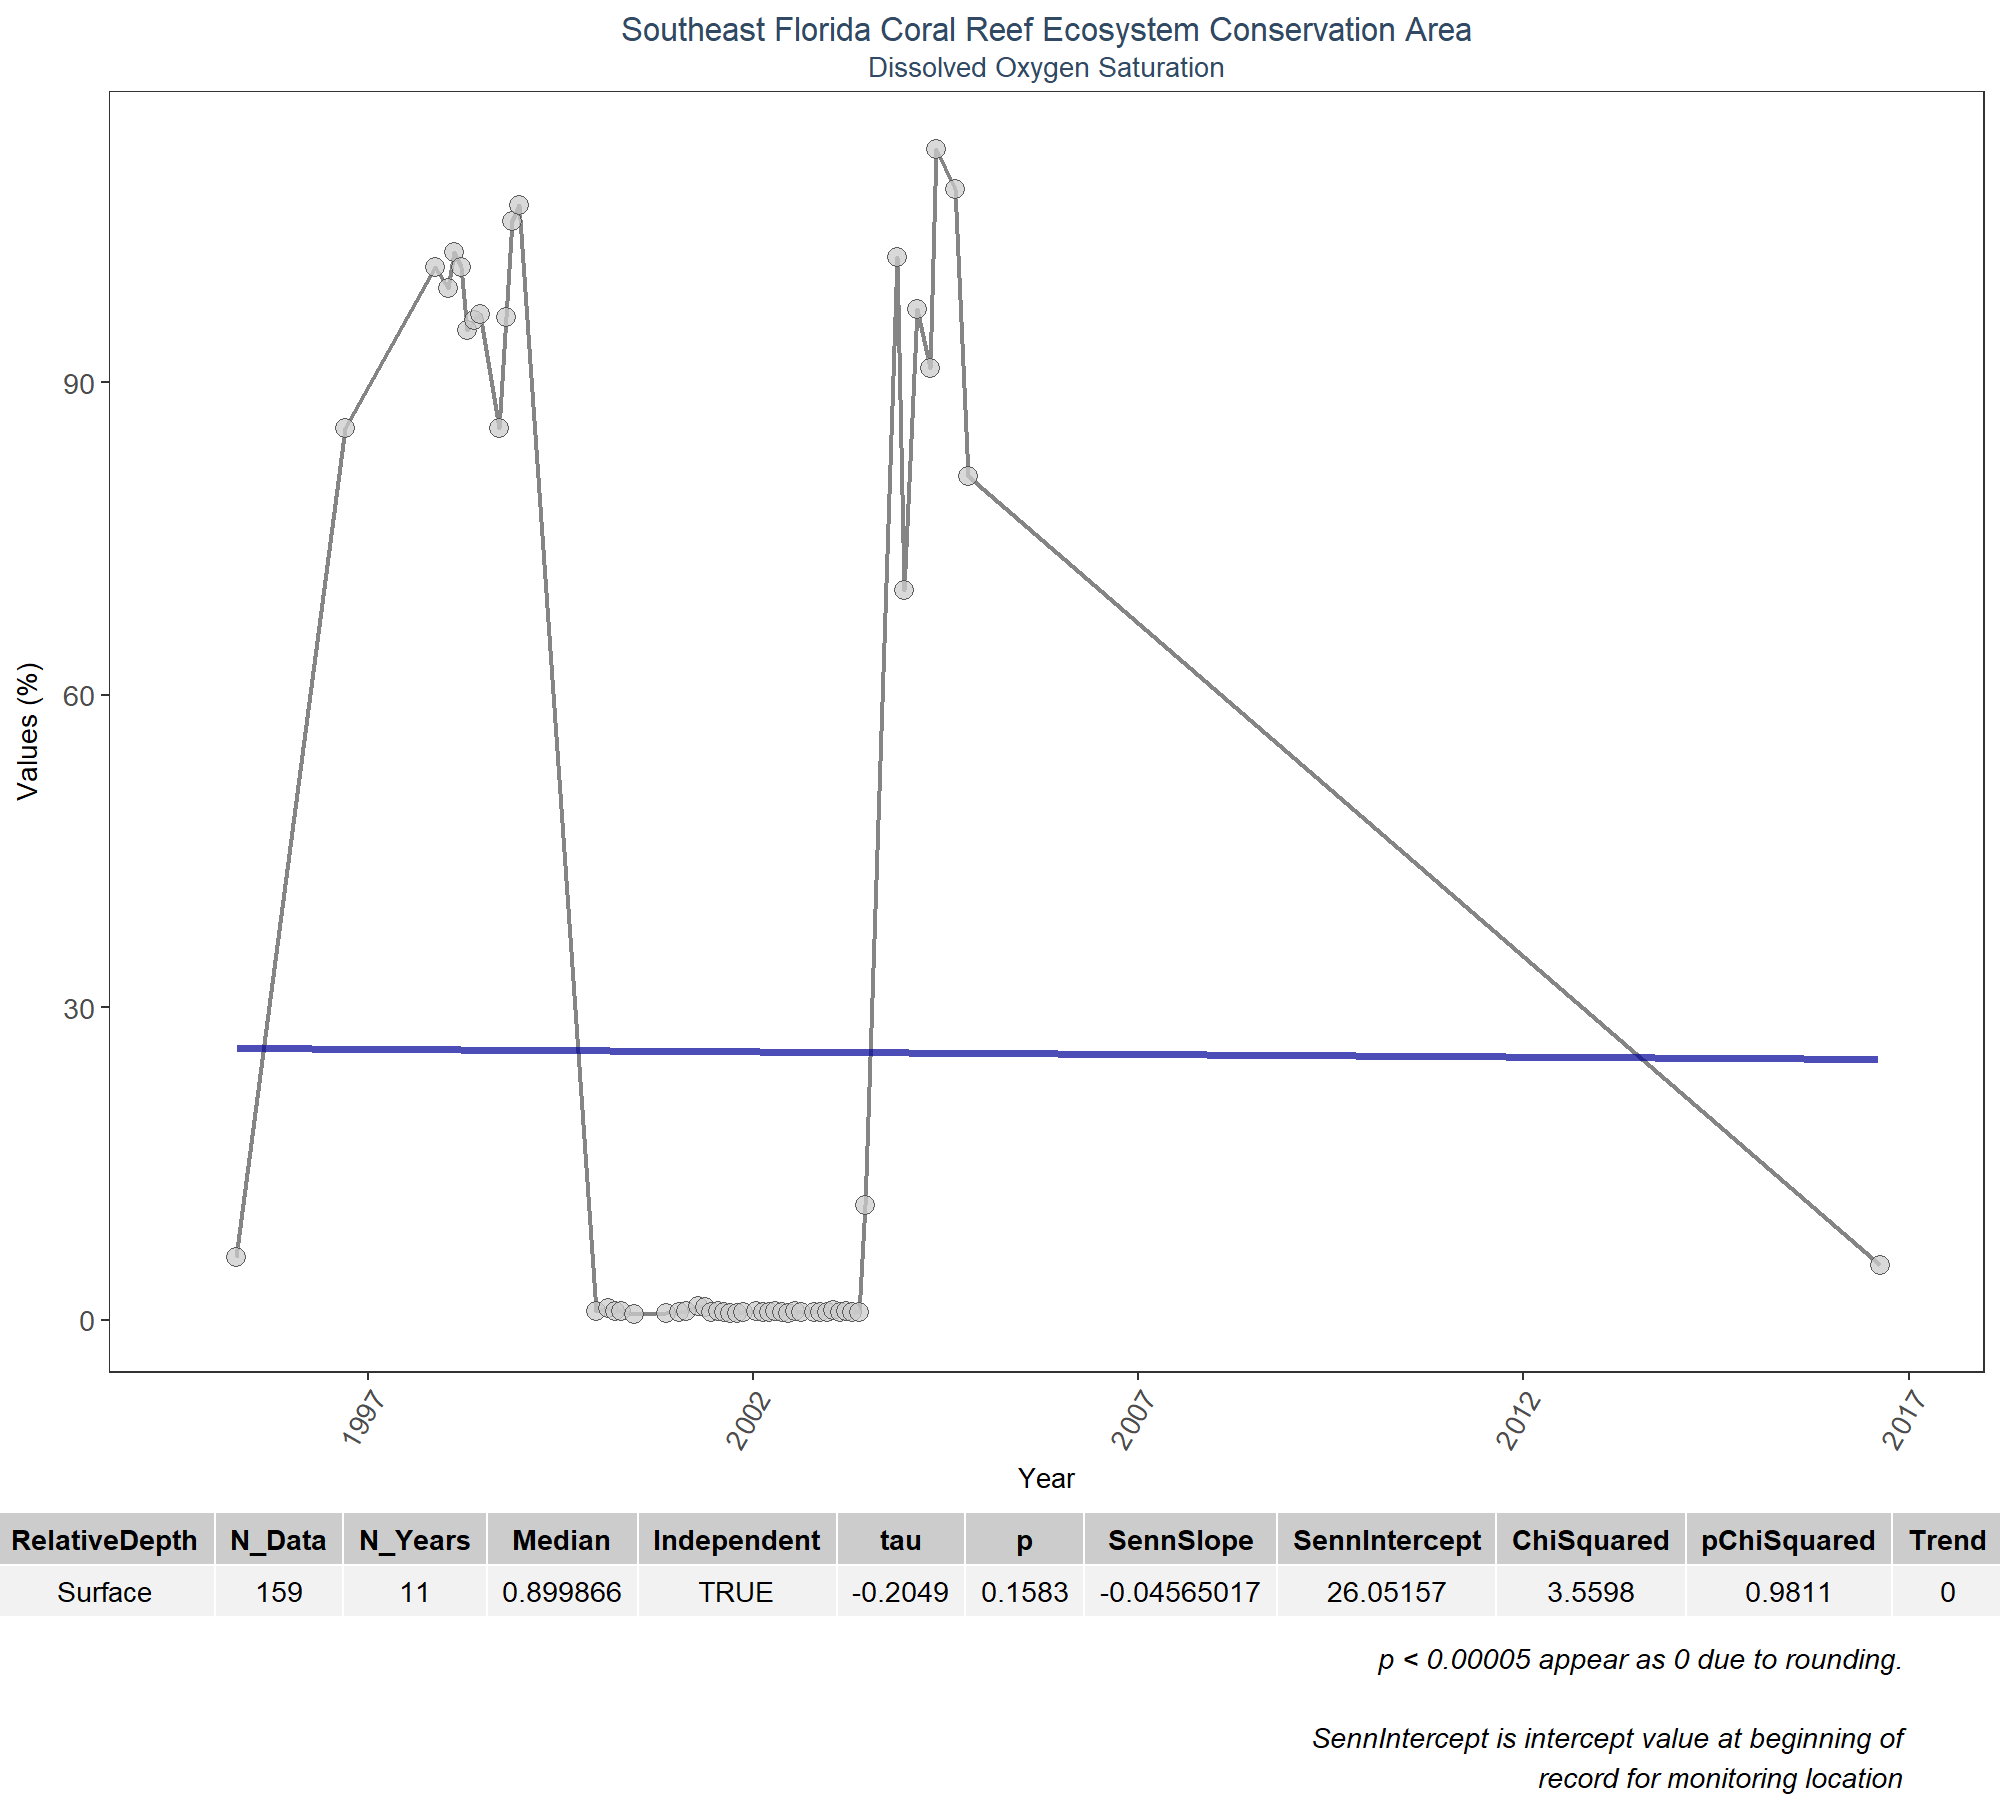 Southeast Florida Coral Reef Ecosystem Conservation Area
Dissolved Oxygen Saturation
Values (%)
90
60
30
0
1997
2002
2007
2012
2017
Year
RelativeDepth N_Data N_Years Median Independent tau p SennSlope SennIntercept ChiSquared pChiSquared Trend
Surface 159 11 0.899866 TRUE -0.2049 0.1583 -0.04565017 26.05157 3.5598 0.9811 0
p < 0.00005 appear as 0 due to rounding.
SennIntercept is intercept value at beginning of
record for monitoring location